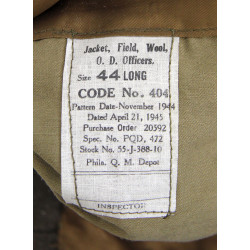 Jacket, Field, Wool,
O. D. Officers.
Size 44 LONG
CODE No. 404
Pattern Date-November 1944
Dated April 21, 1945
Purchase Order 20592
Spec. No. PQD, 472
Stock No. 55-J-388-10
Phila. Q. M. Depot
INSPECTOR